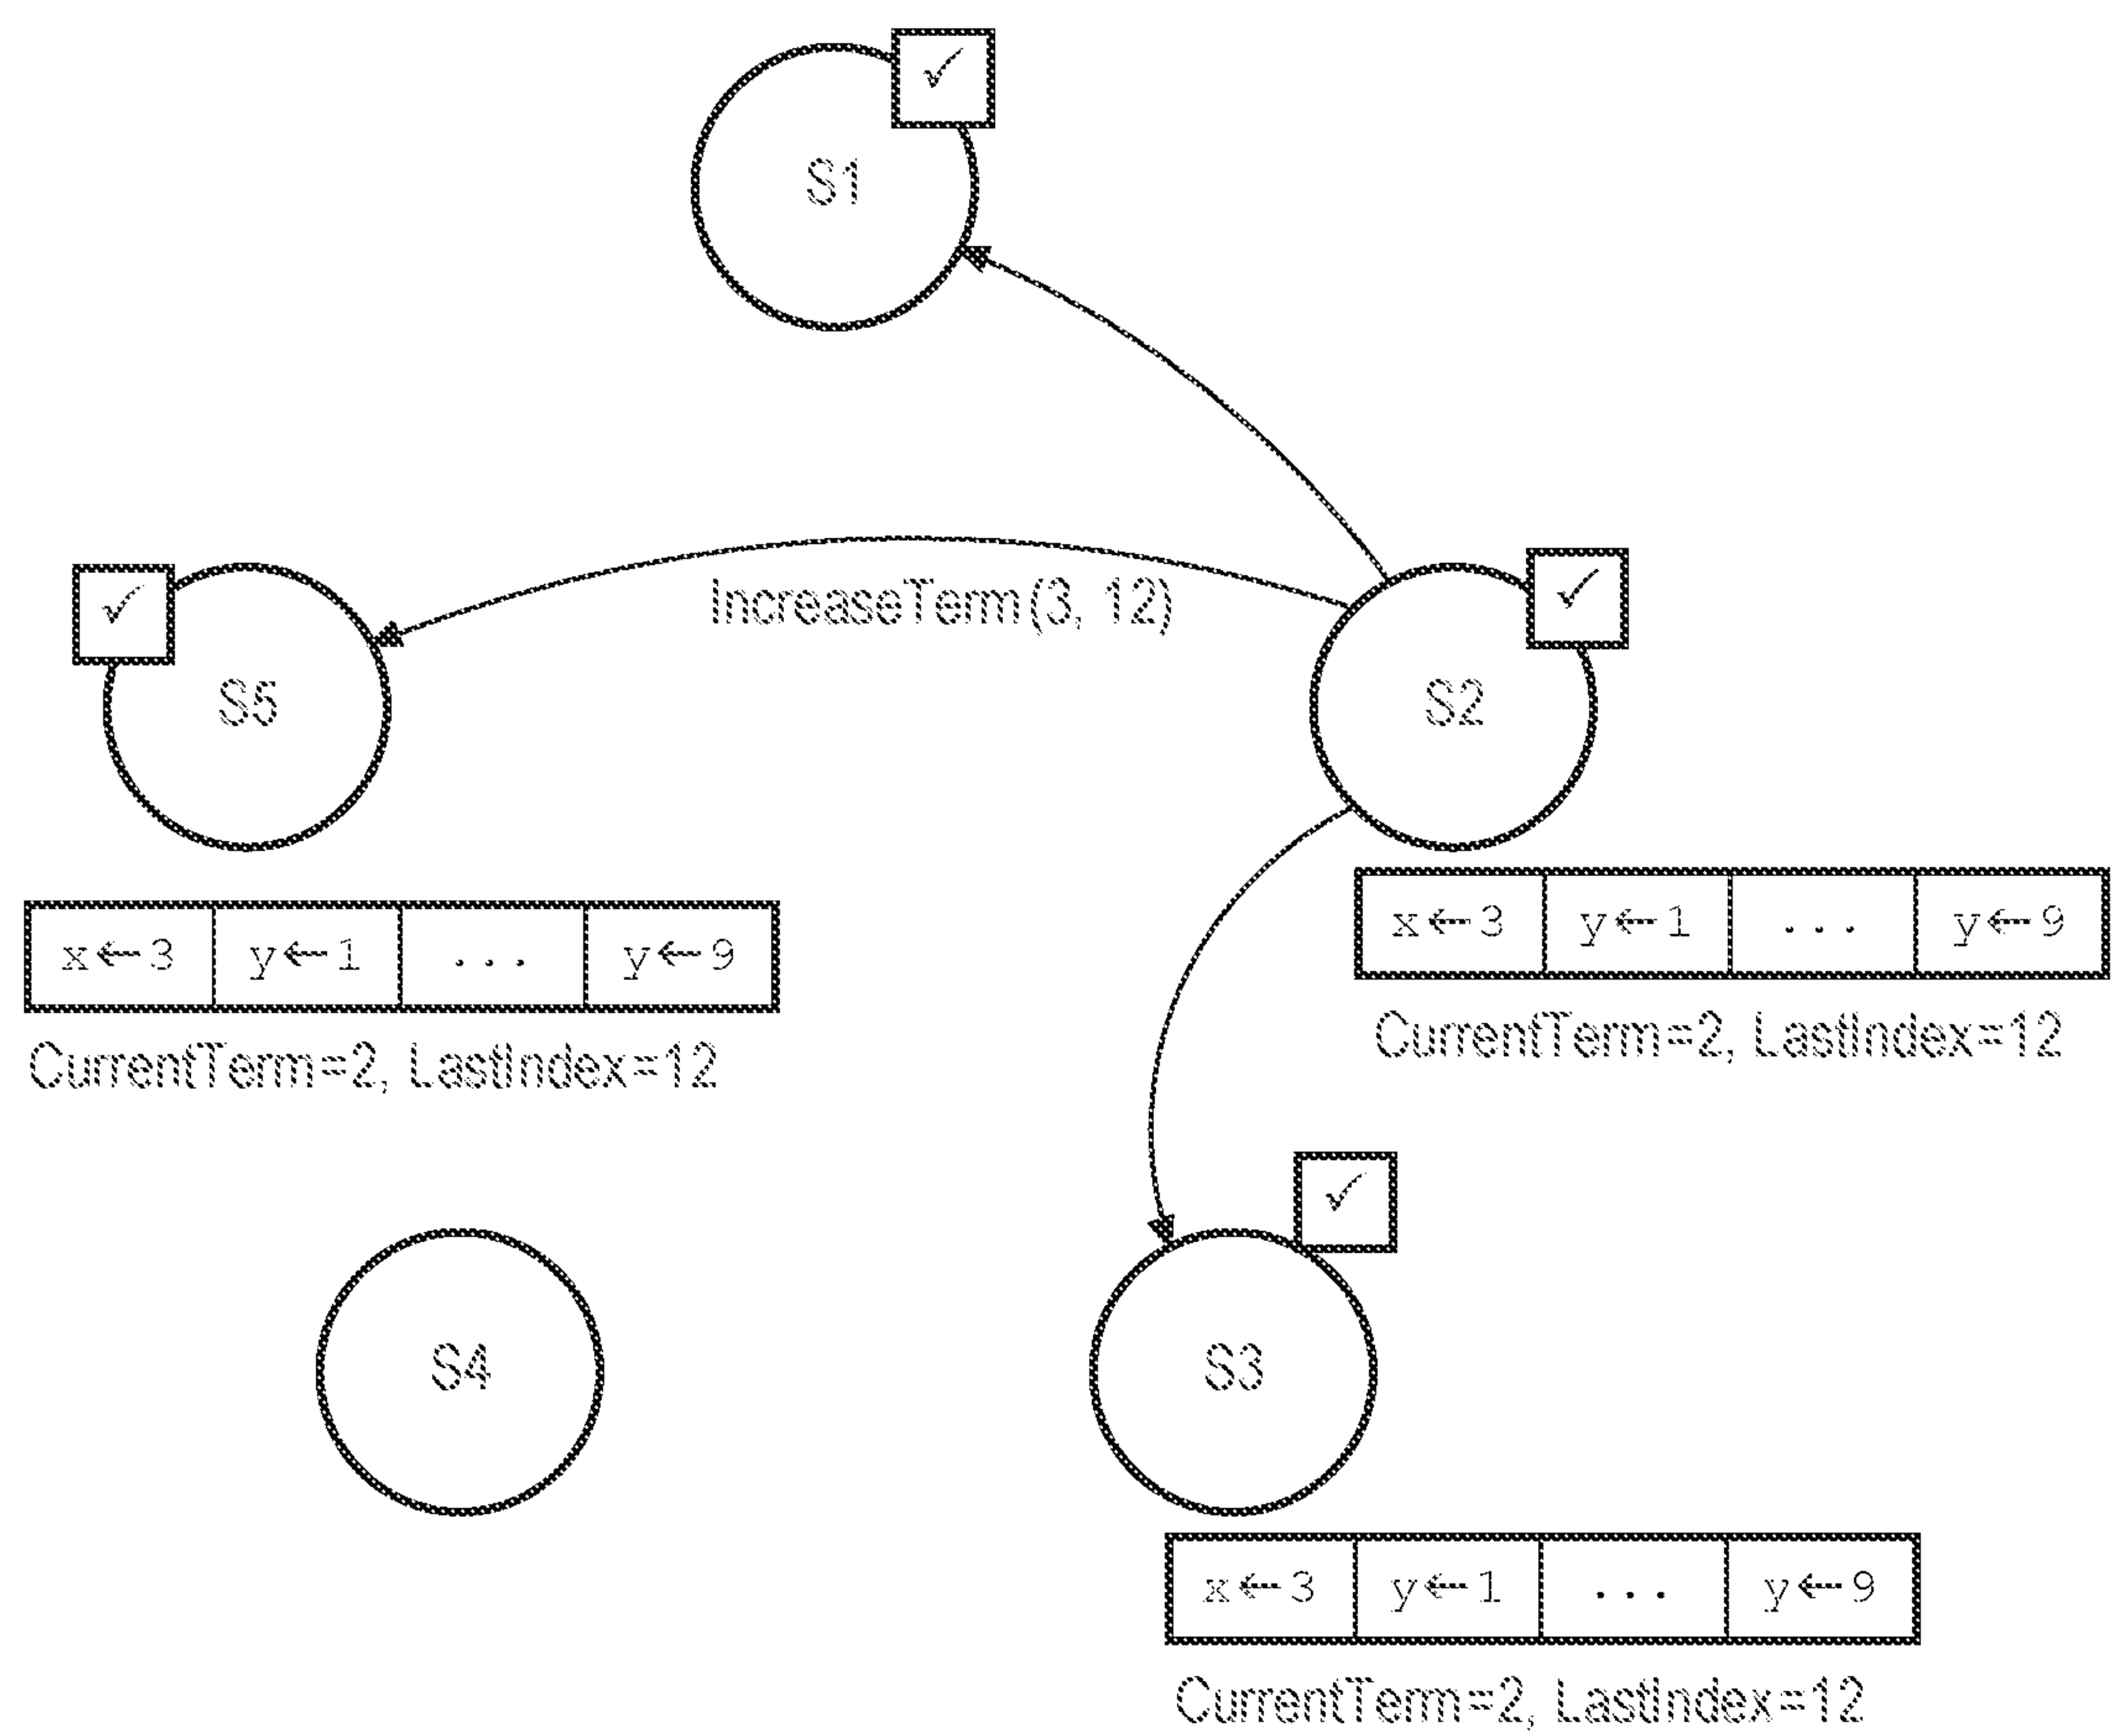 ✓
S1
IncreaseTerm(3, 12)
✓
S5
✓
S2
x←3 y←1 ... y←9
CurrentTerm=2, LastIndex=12
x←3 y←1 ... y←9
CurrentTerm=2, LastIndex=12
S4
✓
S3
x←3 y←1 ... y←9
CurrentTerm=2, LastIndex=12